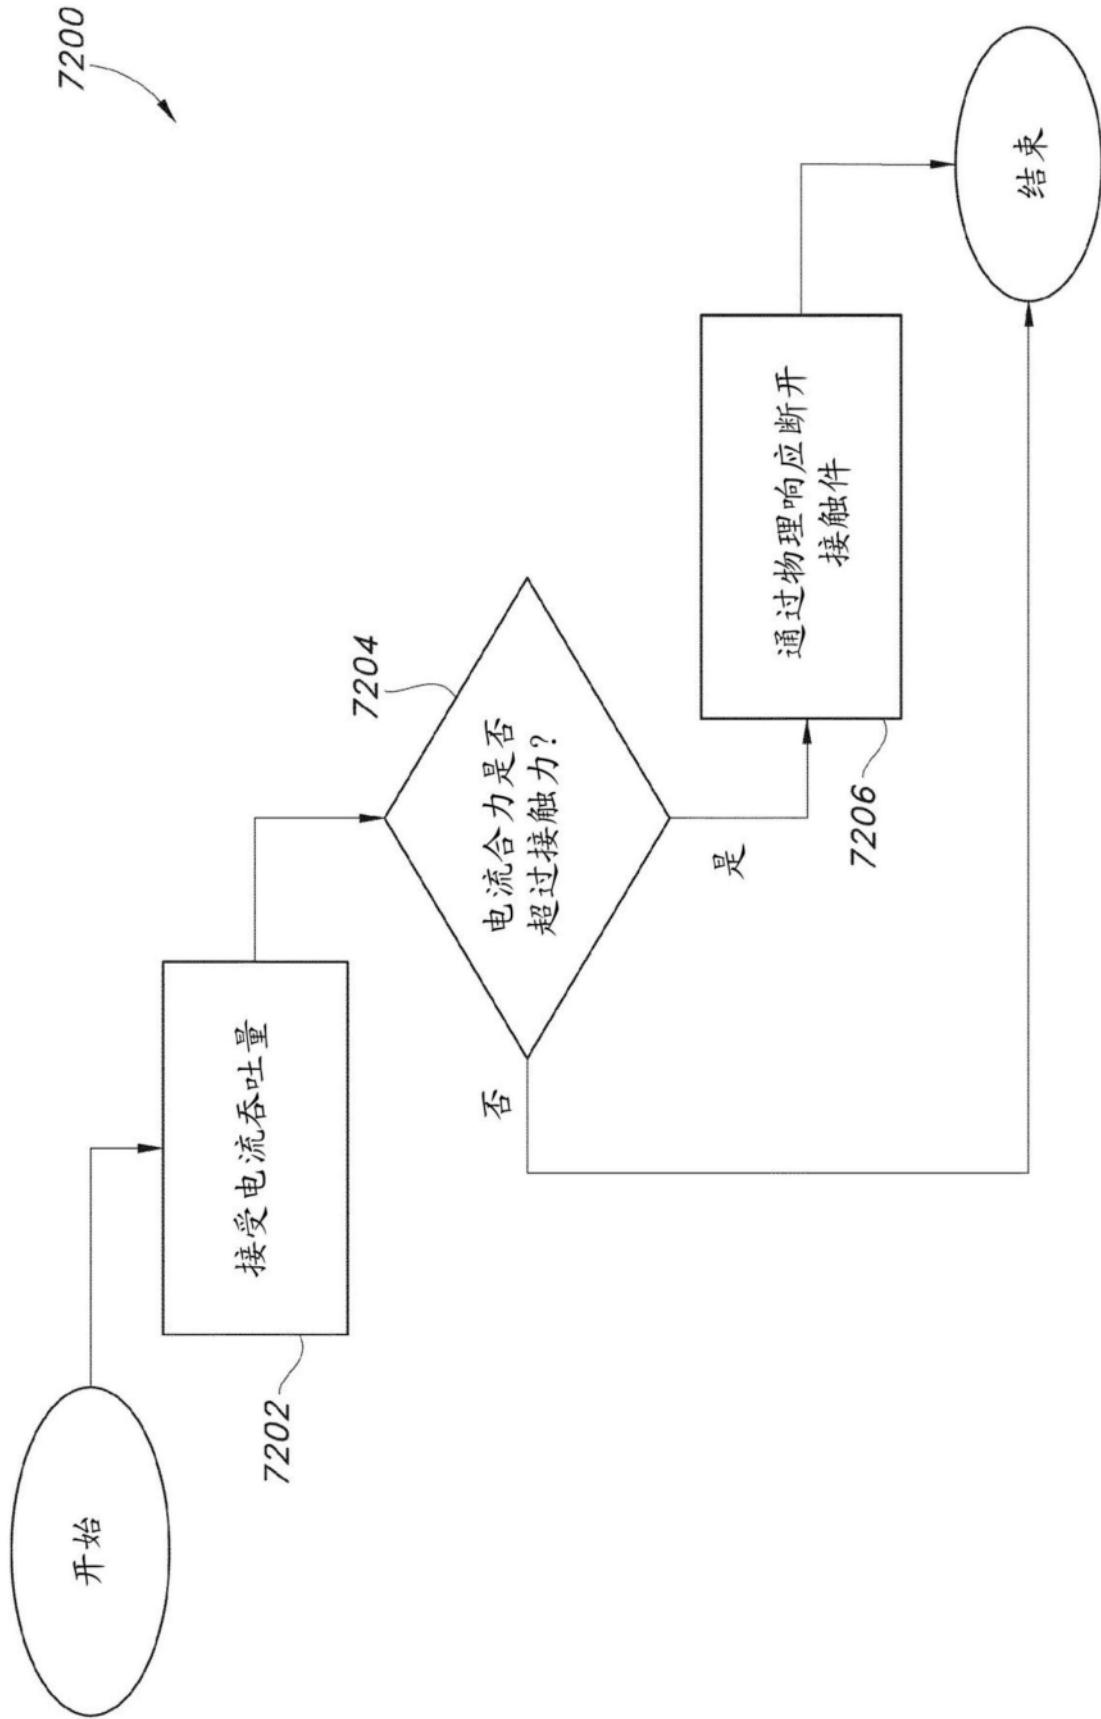 7200
开始
接受电流吞吐量
7202
电流合力是否
超过接触力？
7204
否
是
通过物理响应断开
接触件
7206
结束